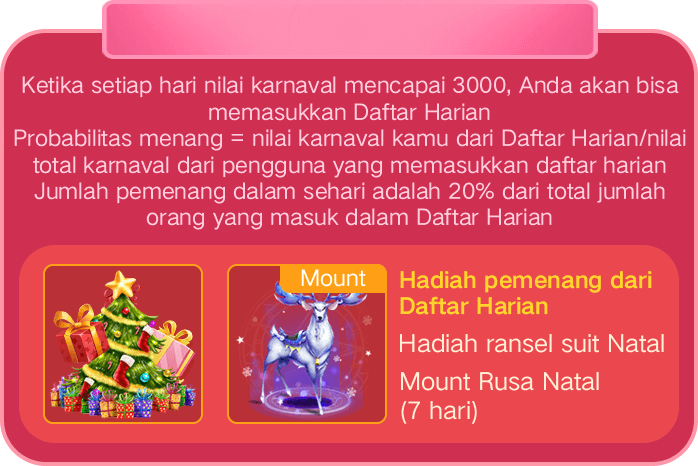 Ketika setiap hari nilai karnaval mencapai 3000, Anda akan bisa
memasukkan Daftar Harian
Probabilitas menang = nilai karnaval kamu dari Daftar Harian/nilai
total karnaval dari pengguna yang memasukkan daftar harian
Jumlah pemenang dalam sehari adalah 20% dari total jumlah
orang yang masuk dalam Daftar Harian
Mount
Hadiah pemenang dari
Daftar Harian
Hadiah ransel suit Natal
Mount Rusa Natal
(7 hari)